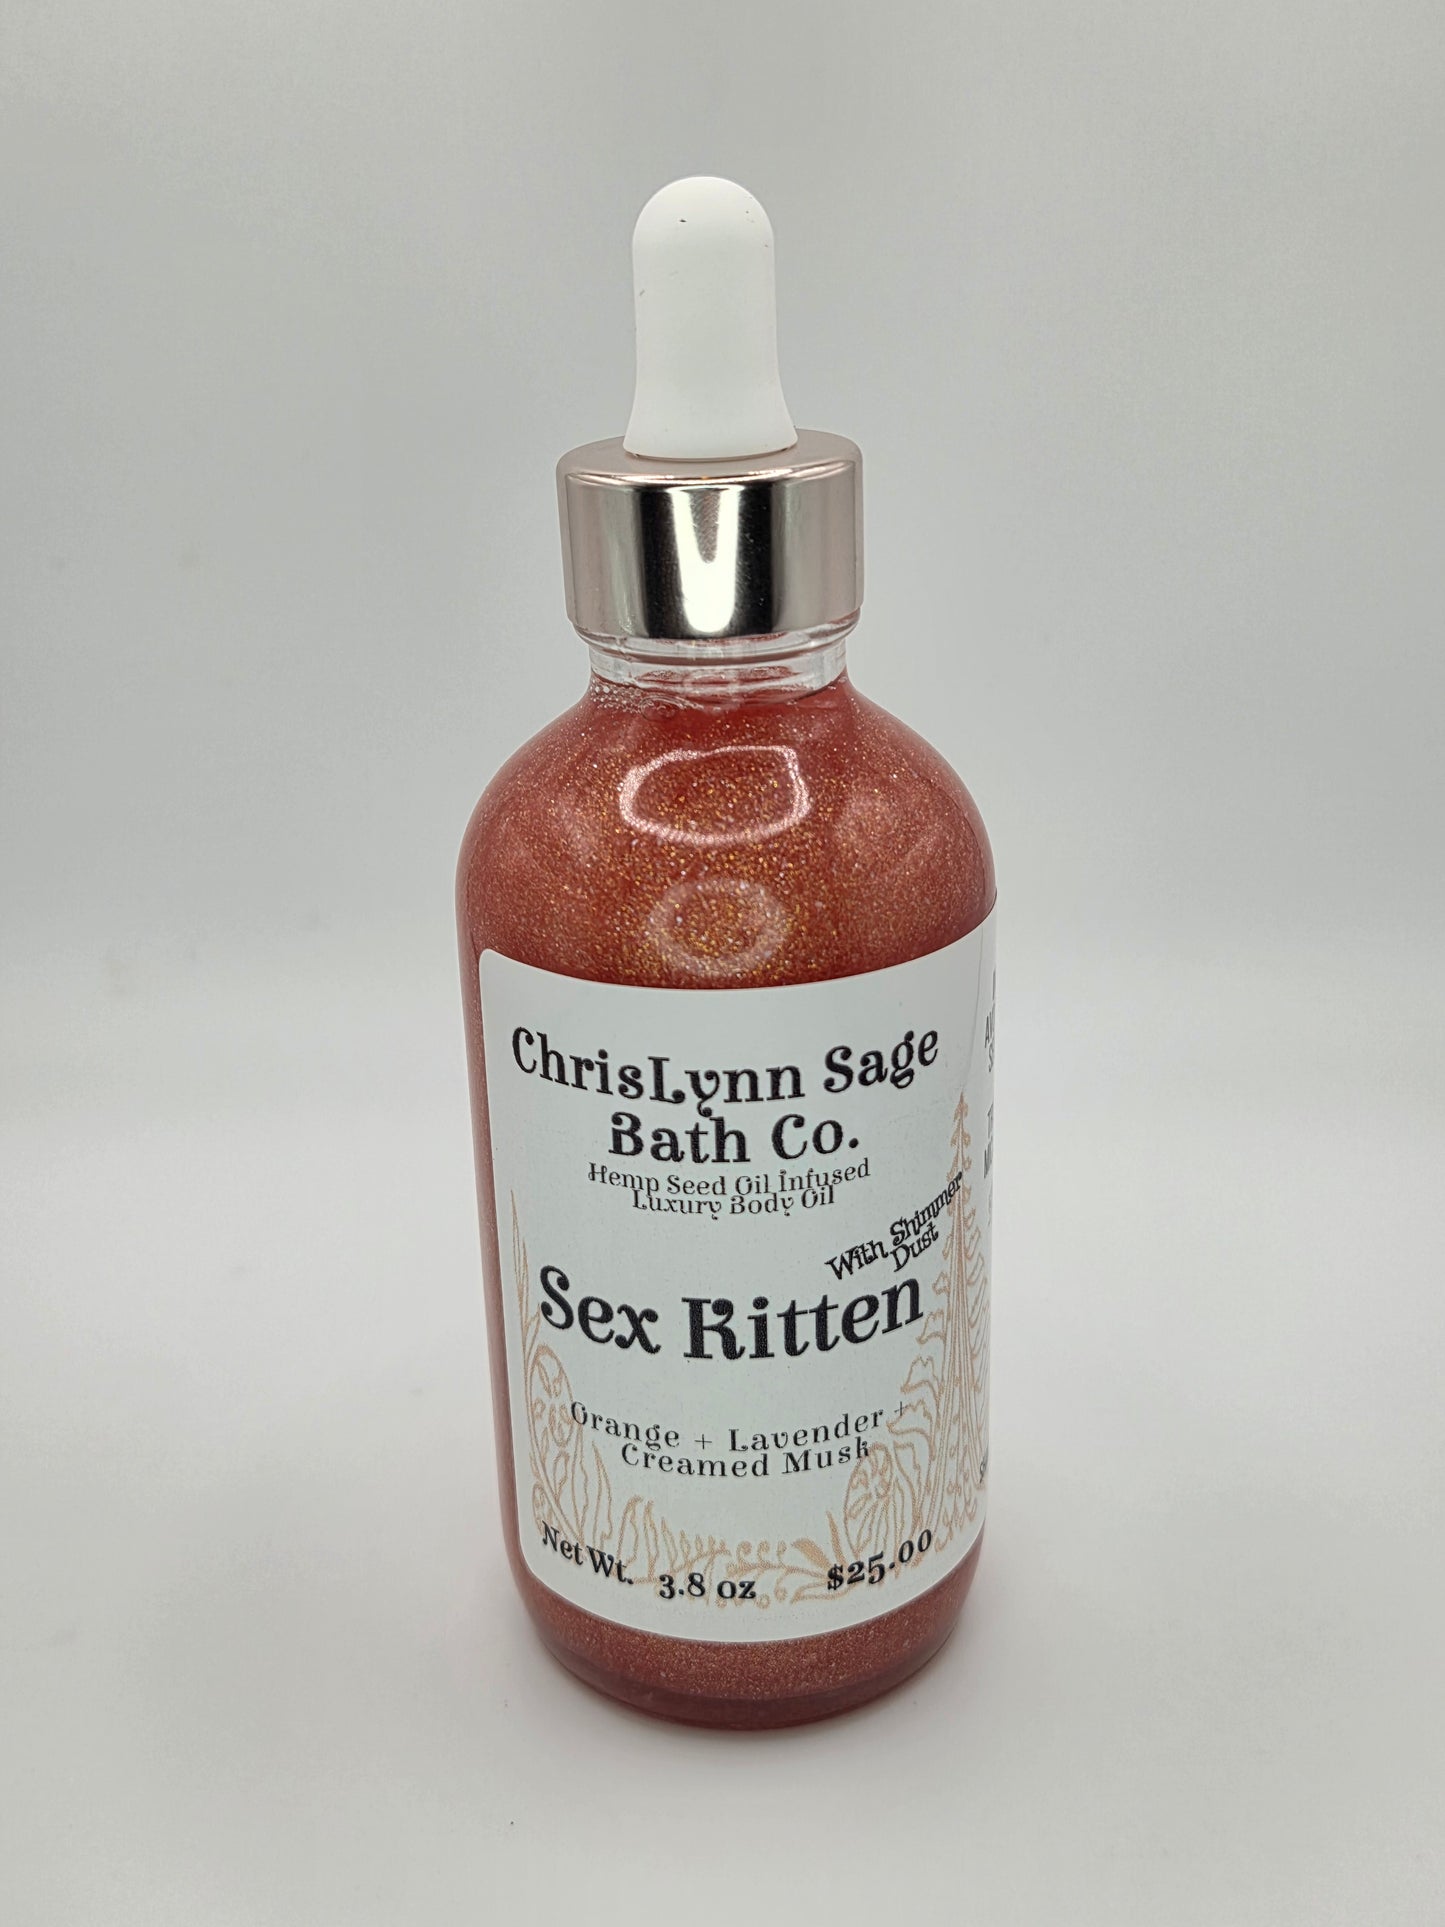 ChrisLynn Sage
Bath Co.
Hemp Seed Oil Infused
Luxury Body Oil
With Shimmer
Dust
Sex Kitten
Orange + Lavender +
Creamed Musk
Net Wt. 3.8 oz $25.00